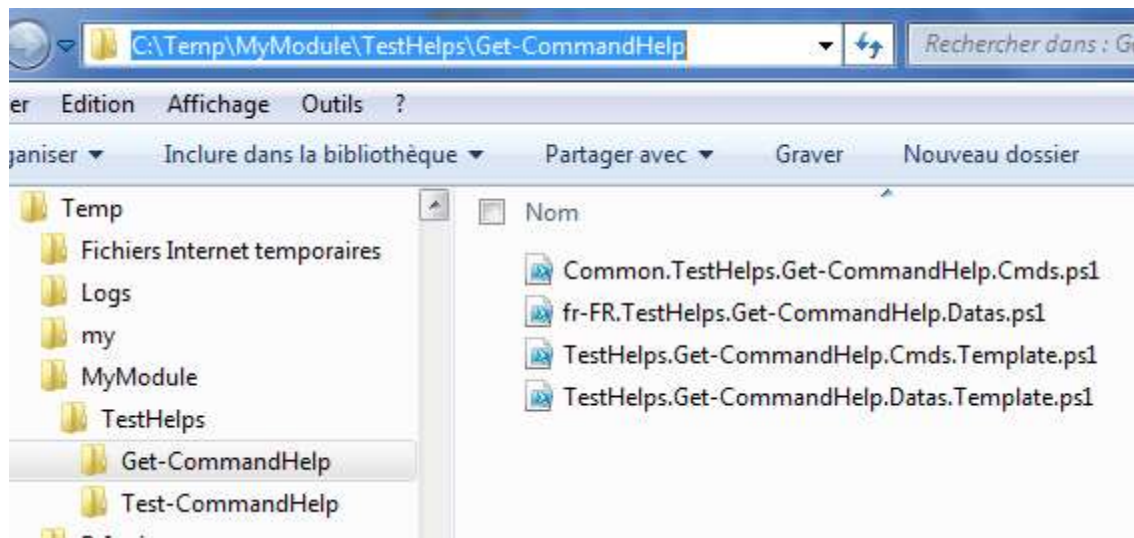 C:\Temp\MyModule\TestHelps\Get-CommandHelp
Rechercher dans :
Edition Affichage Outils ?
Inclure dans la bibliothèque Partager avec Graver Nouveau dossier
Temp
Fichiers Internet temporaires
Logs
my
MyModule
TestHelps
Get-CommandHelp
Test-CommandHelp
Nom
Common.TestHelps.Get-CommandHelp.Cmds.ps1
fr-FR.TestHelps.Get-CommandHelp.Datas.ps1
TestHelps.Get-CommandHelp.Cmds.Template.ps1
TestHelps.Get-CommandHelp.Datas.Template.ps1